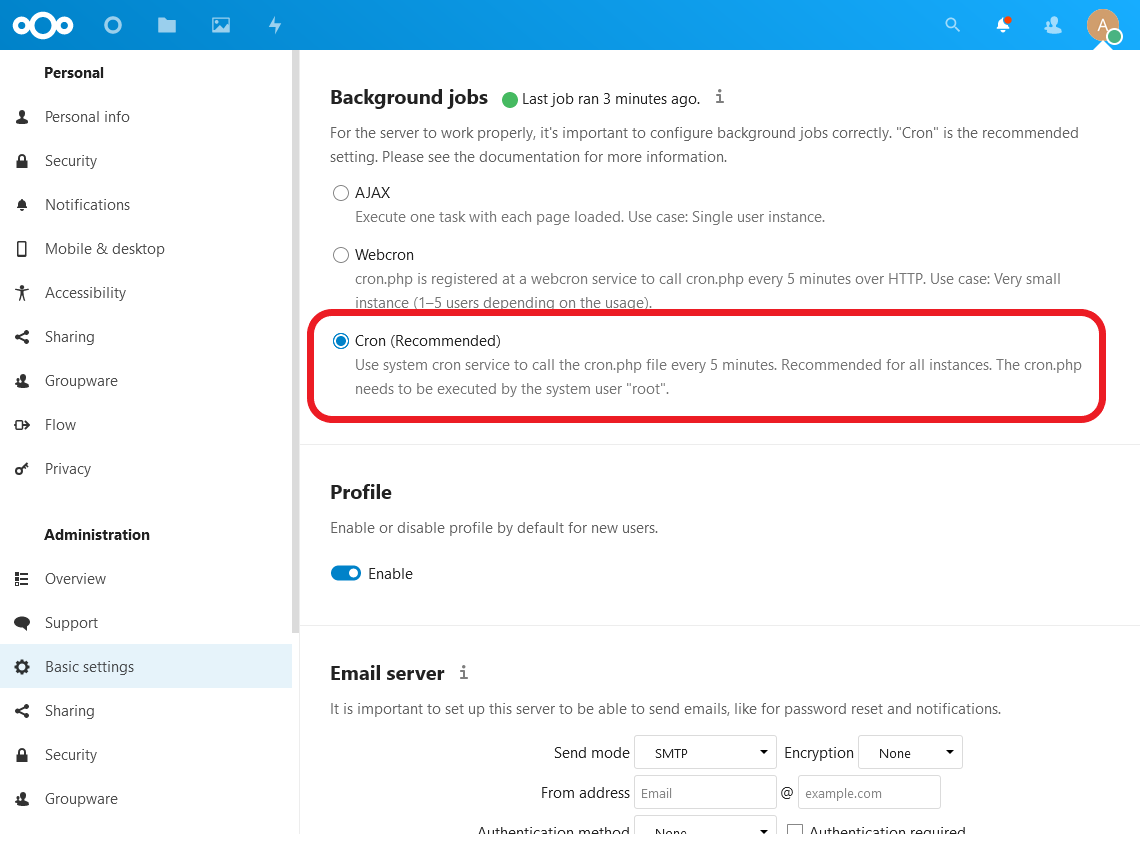 A
Personal
Personal info
Security
Notifications
Mobile & desktop
Accessibility
Sharing
Groupware
Flow
Privacy
Administration
Overview
Support
Basic settings
Sharing
Security
Groupware
Background jobs Last job ran 3 minutes ago.
For the server to work properly, it's important to configure background jobs correctly. "Cron" is the recommended
setting. Please see the documentation for more information.
AJAX
Execute one task with each page loaded. Use case: Single user instance.
Webcron
cron.php is registered at a webcron service to call cron.php every 5 minutes over HTTP. Use case: Very small
instance (1–5 users depending on the usage).
Cron (Recommended)
Use system cron service to call the cron.php file every 5 minutes. Recommended for all instances. The cron.php
needs to be executed by the system user "root".
Profile
Enable or disable profile by default for new users.
Enable
Email server
It is important to set up this server to be able to send emails, like for password reset and notifications.
Send mode SMTP Encryption None
From address Email @ example.com
Authentication method None Authentication required